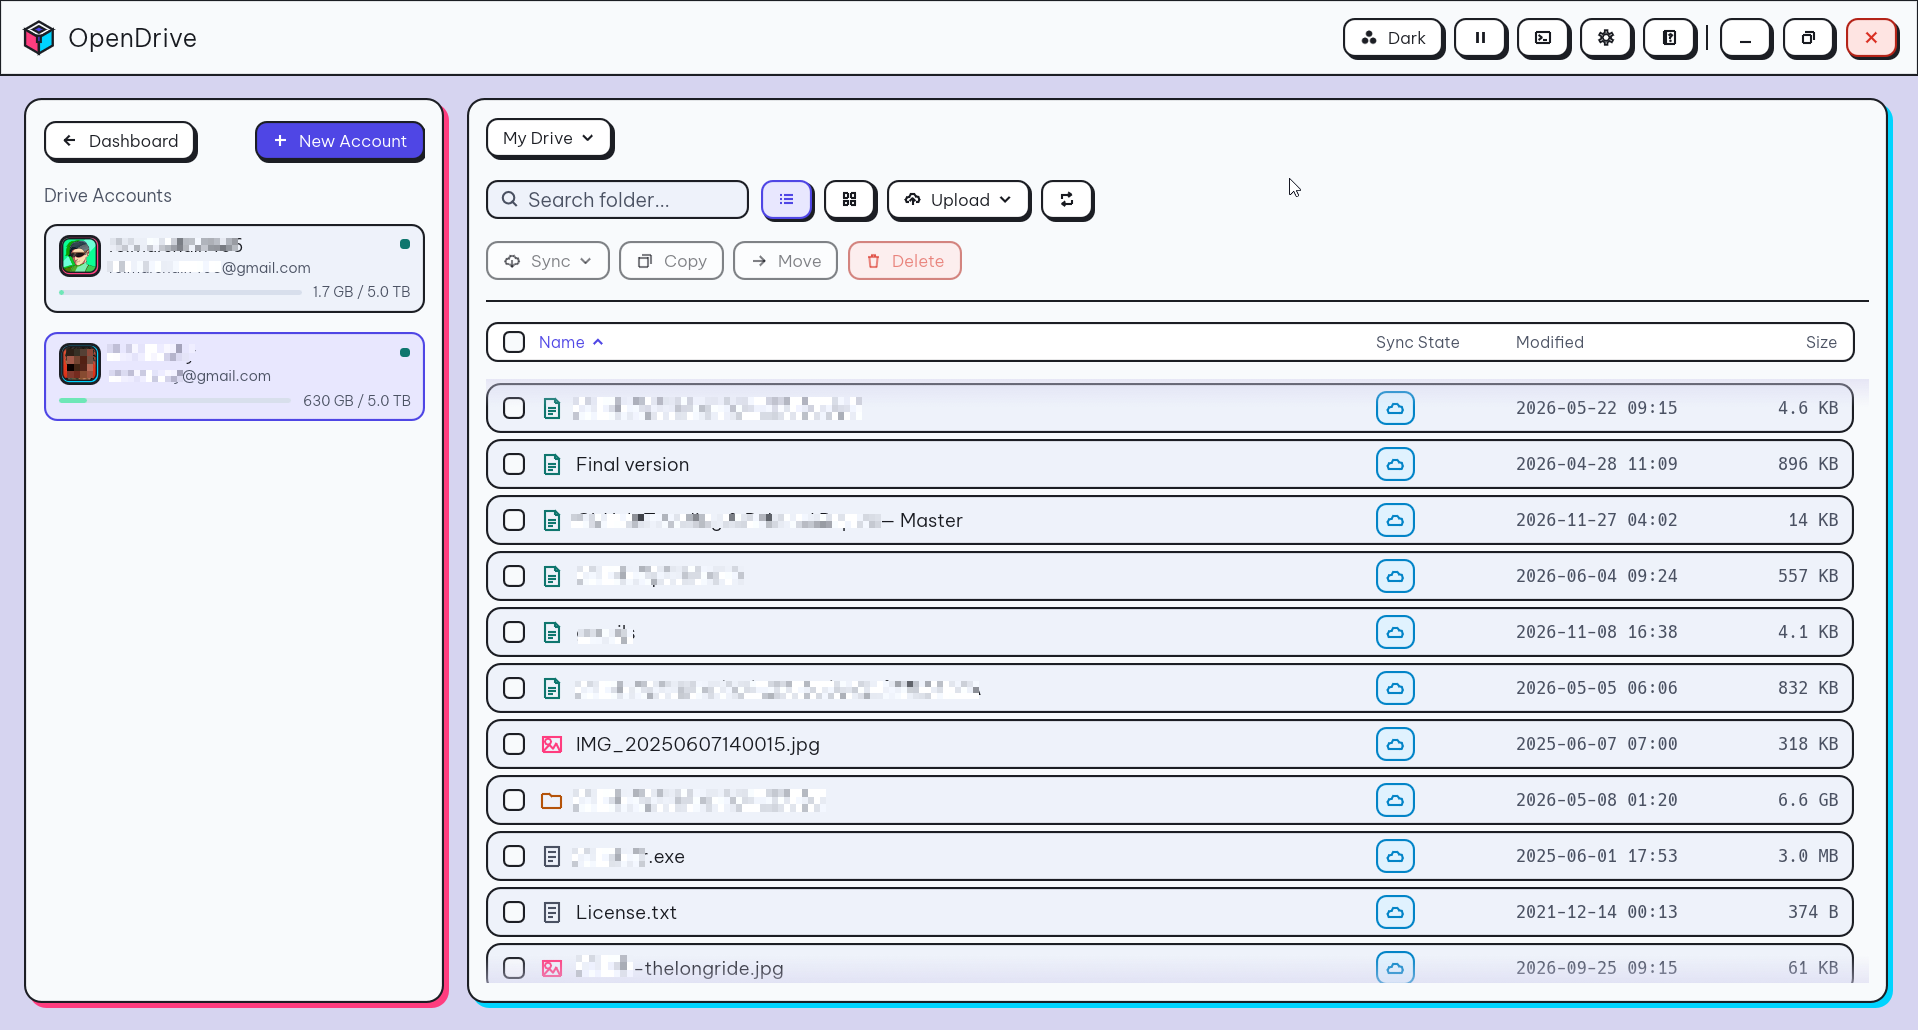 OpenDrive
Dark
Dashboard
New Account
Drive Accounts
@gmail.com
1.7 GB / 5.0 TB
@gmail.com
630 GB / 5.0 TB
My Drive
Search folder...
Upload
Sync
Copy
Move
Delete
Name Sync State Modified Size
2026-05-22 09:15 4.6 KB
Final version 2026-04-28 11:09 896 KB
— Master 2026-11-27 04:02 14 KB
2026-06-04 09:24 557 KB
2026-11-08 16:38 4.1 KB
2026-05-05 06:06 832 KB
IMG_20250607140015.jpg 2025-06-07 07:00 318 KB
2026-05-08 01:20 6.6 GB
.exe 2025-06-01 17:53 3.0 MB
License.txt 2021-12-14 00:13 374 B
-thelongride.jpg 2026-09-25 09:15 61 KB